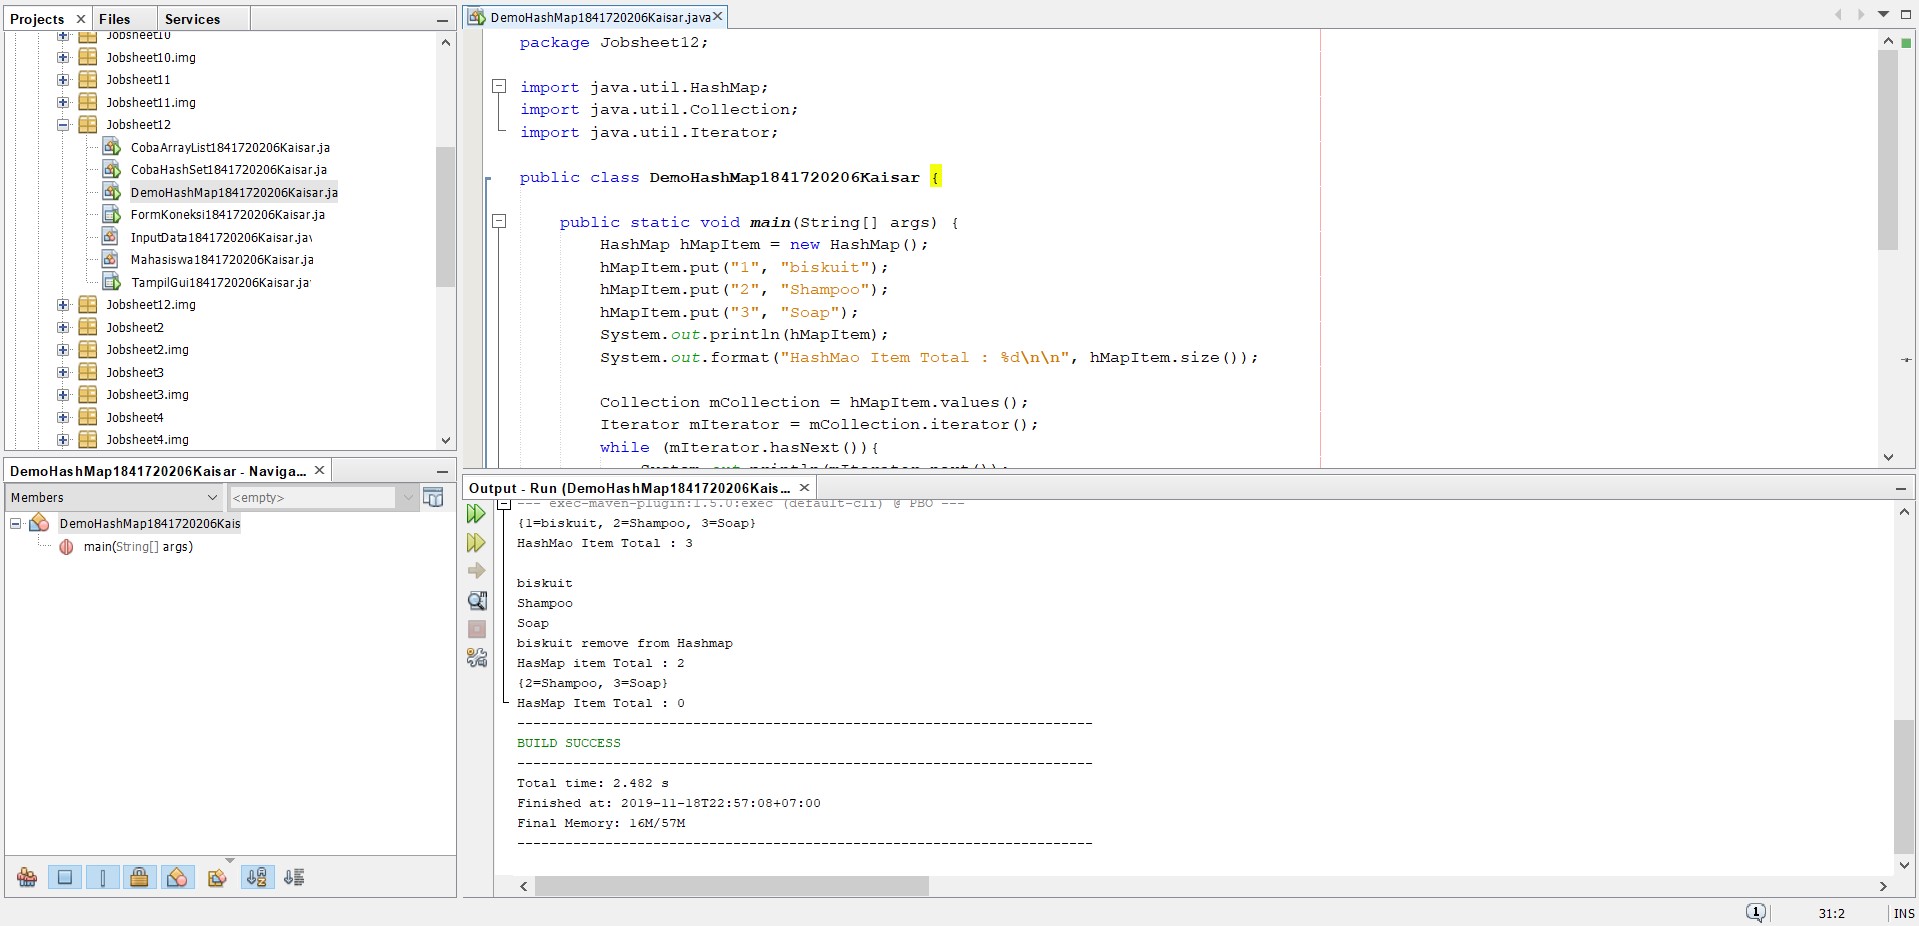 Projects
Files
Services
Jobsheet10
Jobsheet10.img
Jobsheet11
Jobsheet11.img
Jobsheet12
CobaArrayList1841720206Kaisar.ja
CobaHashSet1841720206Kaisar.ja
DemoHashMap1841720206Kaisar.ja
FormKoneksi1841720206Kaisar.ja
InputData1841720206Kaisar.jav
Mahasiswa1841720206Kaisar.ja
TampilGui1841720206Kaisar.ja
Jobsheet12.img
Jobsheet2
Jobsheet2.img
Jobsheet3
Jobsheet3.img
Jobsheet4
Jobsheet4.img
DemoHashMap1841720206Kaisar - Naviga...
Members
<empty>
DemoHashMap1841720206Kais
main(String[] args)
DemoHashMap1841720206Kaisar.java
package Jobsheet12;
import java.util.HashMap;
import java.util.Collection;
import java.util.Iterator;
public class DemoHashMap1841720206Kaisar {
public static void main(String[] args) {
HashMap hMapItem = new HashMap();
hMapItem.put("1", "biskuit");
hMapItem.put("2", "Shampoo");
hMapItem.put("3", "Soap");
System.out.println(hMapItem);
System.out.format("HashMao Item Total : %d\n\n", hMapItem.size());
Collection mCollection = hMapItem.values();
Iterator mIterator = mCollection.iterator();
while (mIterator.hasNext()){
System.out.println(mIterator.next());
Output - Run (DemoHashMap1841720206Kais...
--- exec-maven-plugin:1.5.0:exec (default-cli) @ PBO ---
{1=biskuit, 2=Shampoo, 3=Soap}
HashMao Item Total : 3
biskuit
Shampoo
Soap
biskuit remove from Hashmap
HasMap item Total : 2
{2=Shampoo, 3=Soap}
HasMap Item Total : 0
------------------------------------------------------------------------
BUILD SUCCESS
------------------------------------------------------------------------
Total time: 2.482 s
Finished at: 2019-11-18T22:57:08+07:00
Final Memory: 16M/57M
------------------------------------------------------------------------
1
31:2
INS